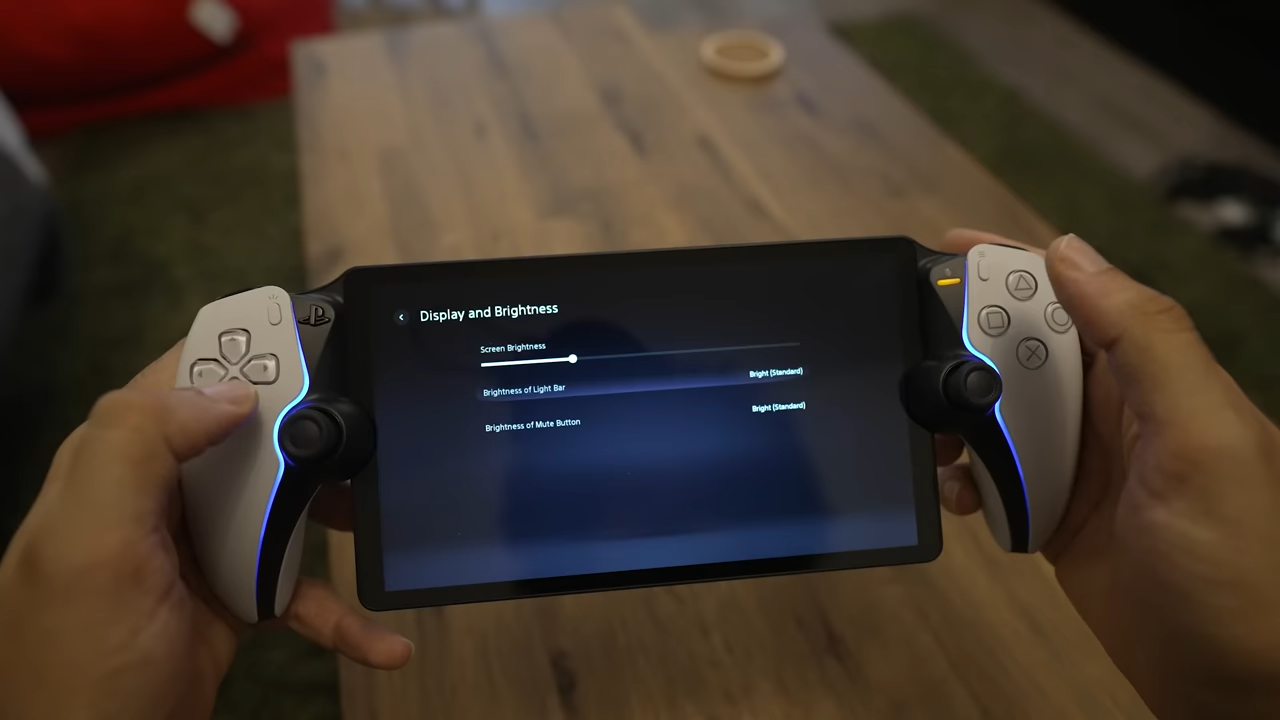 Display and Brightness
Screen Brightness
Brightness of Light Bar
Bright (Standard)
Brightness of Mute Button
Bright (Standard)